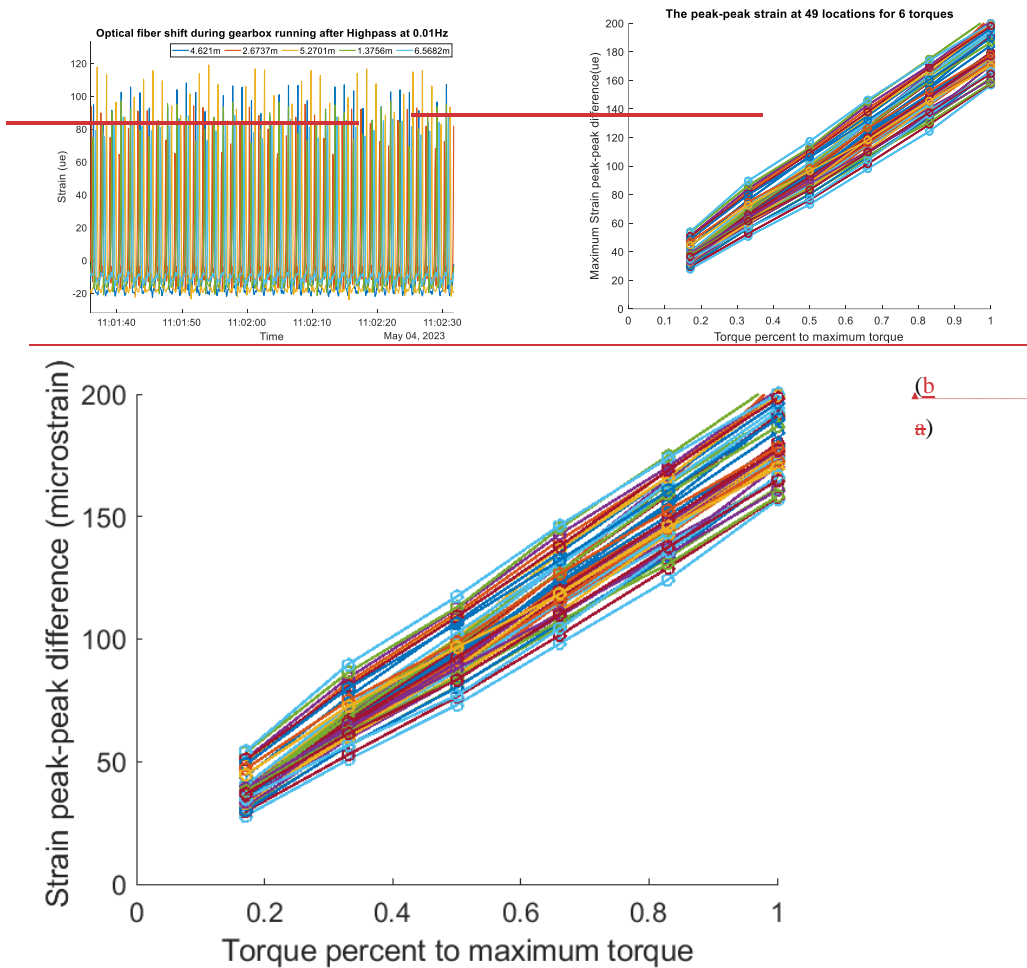 Optical fiber shift during gearbox running after Highpass at 0.01Hz
4.621m 2.6737m 5.2701m 1.3756m 6.5682m
120
100
80
60
40
20
0
-20
Strain (ue)
11:01:40 11:01:50 11:02:00 11:02:10 11:02:20 11:02:30
Time
May 04, 2023
The peak-peak strain at 49 locations for 6 torques
200
180
160
140
120
100
80
60
40
20
0
Maximum Strain peak-peak difference(ue)
0 0.1 0.2 0.3 0.4 0.5 0.6 0.7 0.8 0.9 1
Torque percent to maximum torque
200
150
100
50
0
Strain peak-peak difference (microstrain)
0 0.2 0.4 0.6 0.8 1
Torque percent to maximum torque
(b
a)